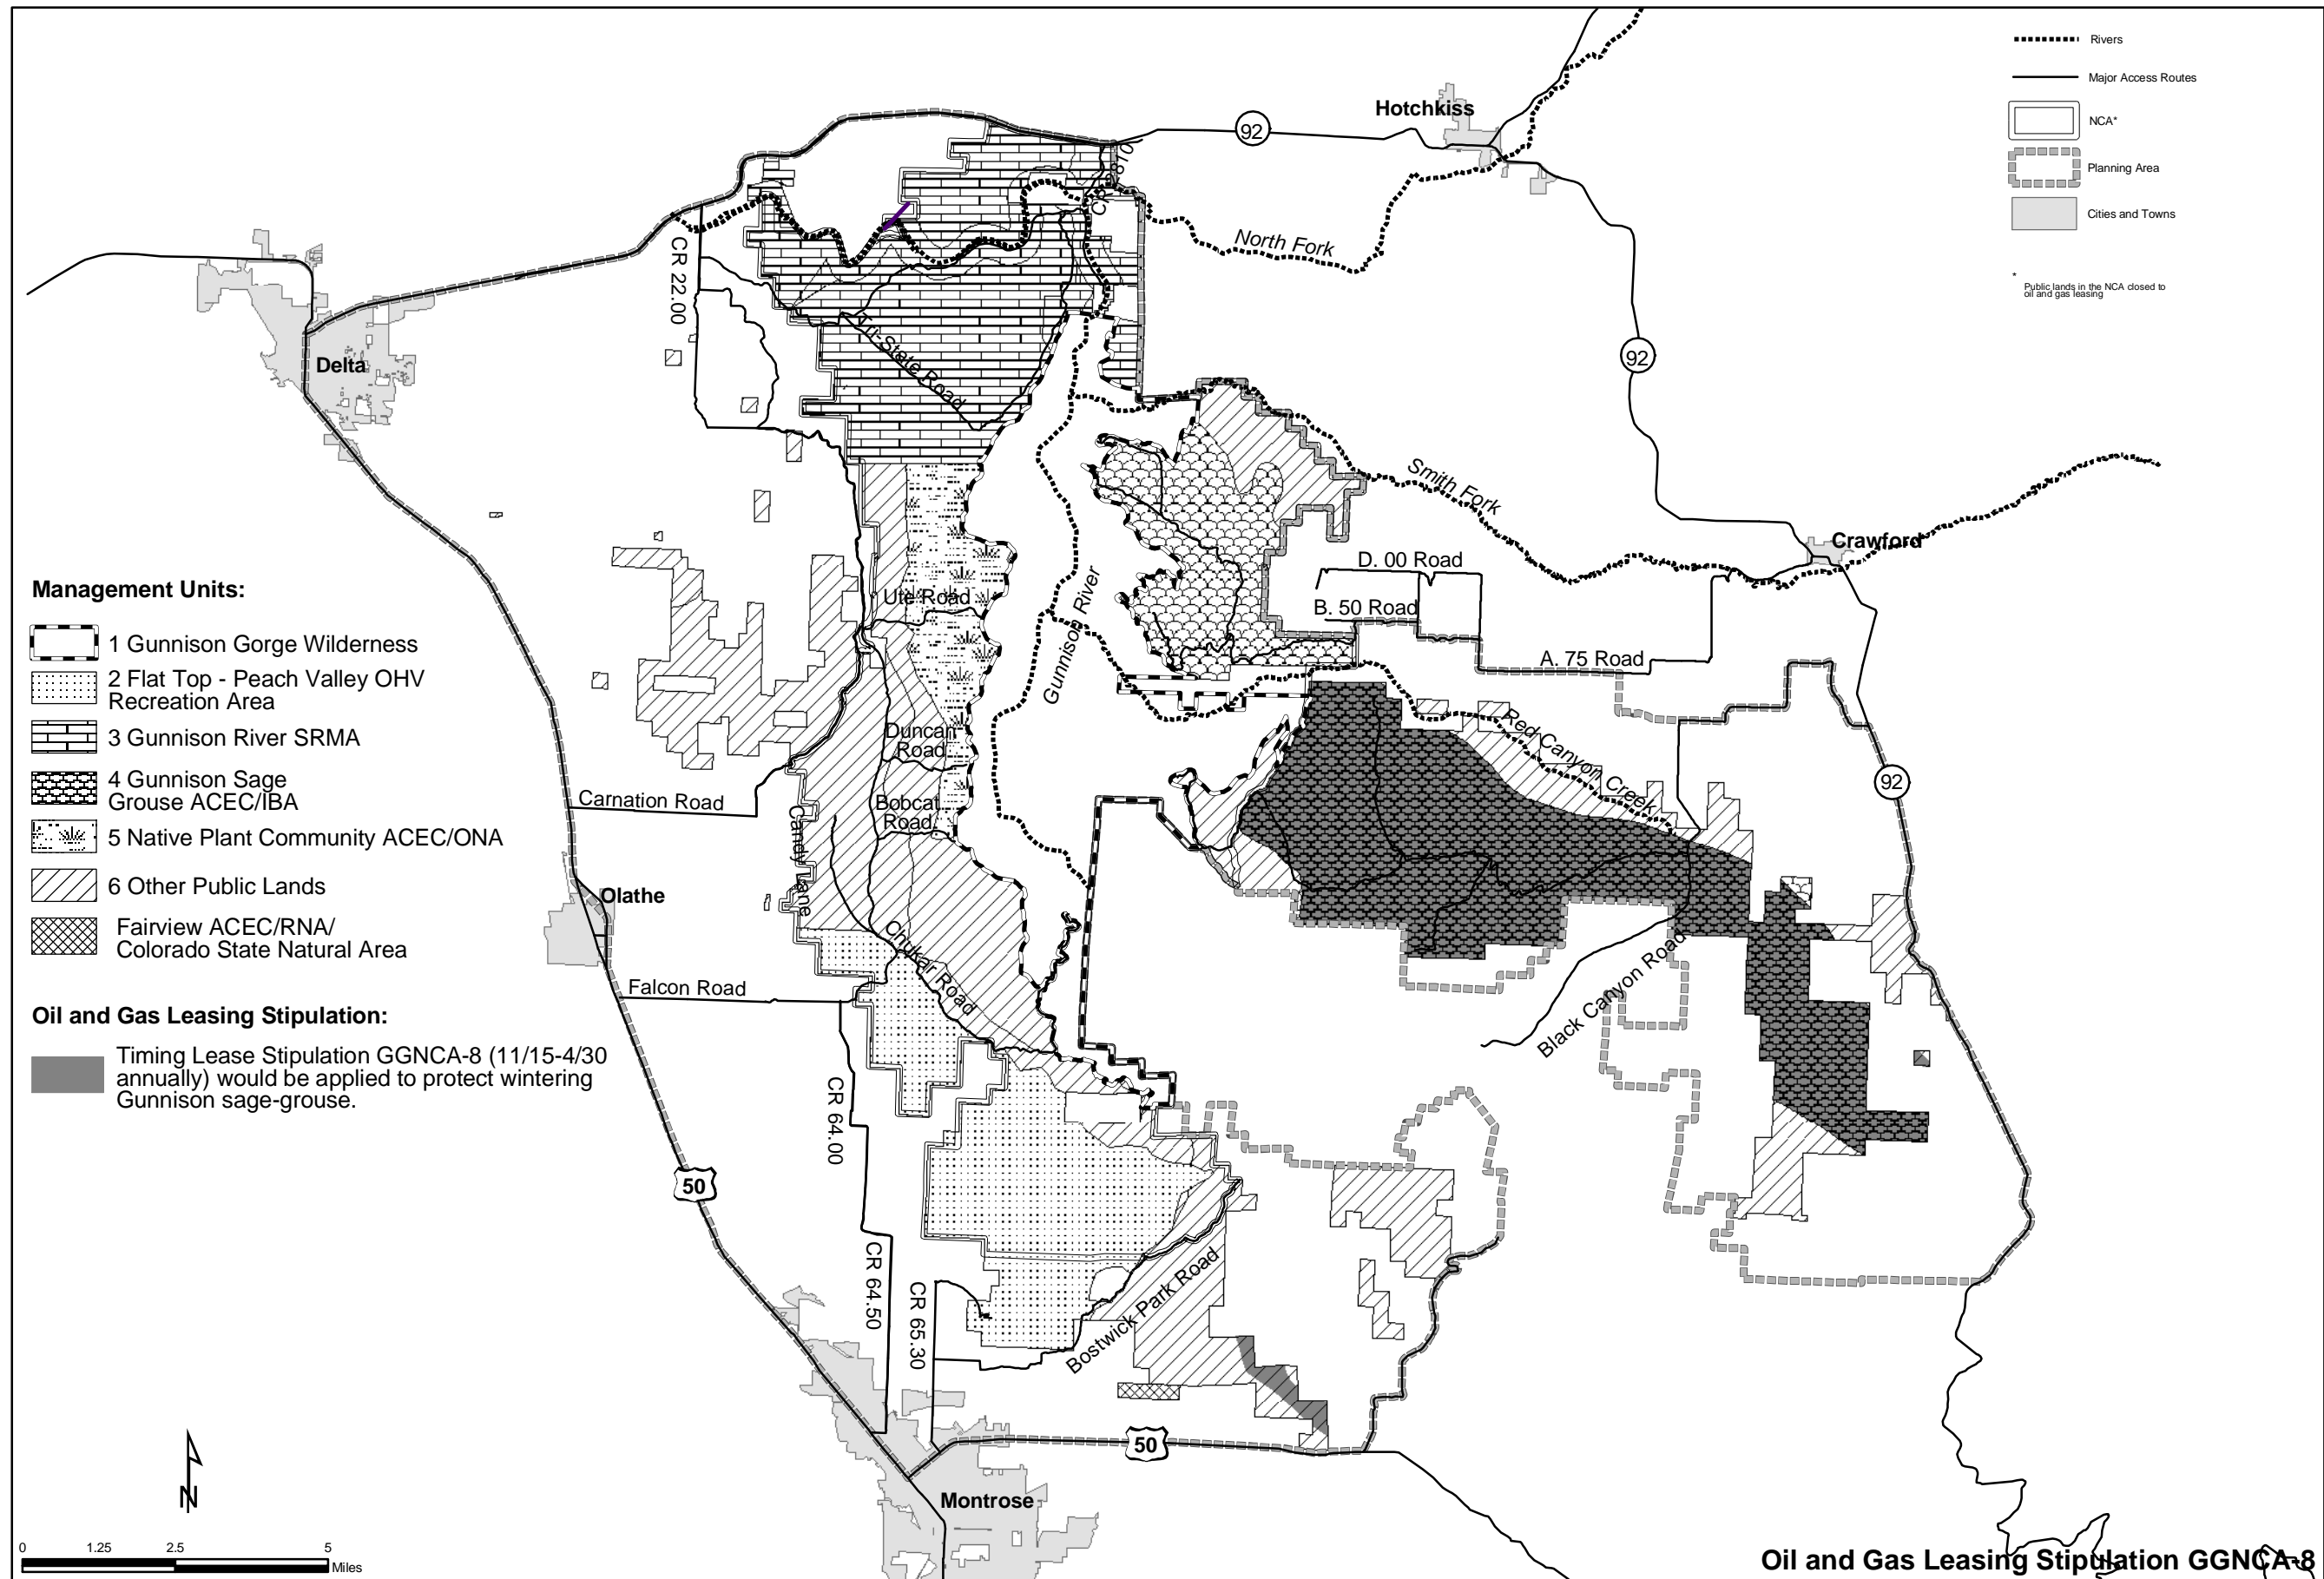 Rivers
Major Access Routes
NCA*
Planning Area
Cities and Towns
*
Public lands in the NCA closed to
oil and gas leasing
Hotchkiss
92
CR 22.00
North Fork
Delta
Tri-State Road
92
Smith Fork
Crawford
D. 00 Road
B. 50 Road
A. 75 Road
Ute Road
Gunnison River
Duncan
Road
Red Canyon Creek
92
Carnation Road
Candy Lane
Bobcat
Road
Olathe
Chukar Road
Falcon Road
Black Canyon Road
CR 64.00
50
CR 64.50
CR 65.30
Bostwick Park Road
50
Montrose
Management Units:
1 Gunnison Gorge Wilderness
2 Flat Top - Peach Valley OHV
Recreation Area
3 Gunnison River SRMA
4 Gunnison Sage
Grouse ACEC/IBA
5 Native Plant Community ACEC/ONA
6 Other Public Lands
Fairview ACEC/RNA/
Colorado State Natural Area
Oil and Gas Leasing Stipulation:
Timing Lease Stipulation GGNCA-8 (11/15-4/30
annually) would be applied to protect wintering
Gunnison sage-grouse.
N
0 1.25 2.5 5
Miles
Oil and Gas Leasing Stipulation GGNCA-8